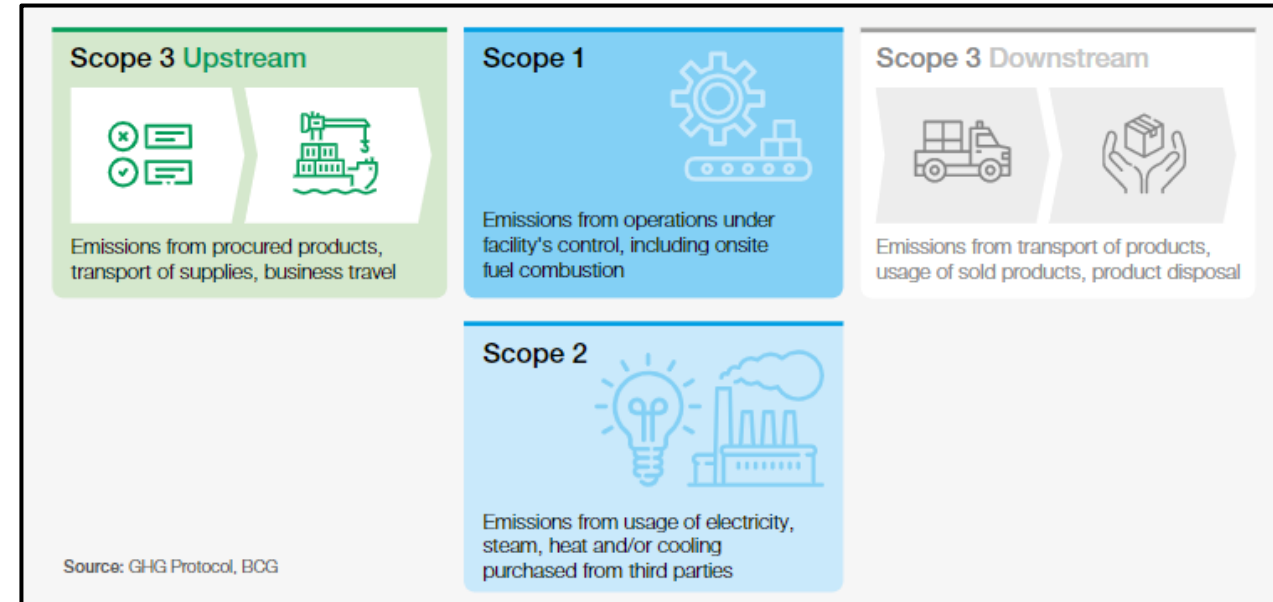 Scope 3 Upstream
Emissions from procured products,
transport of supplies, business travel
Scope 1
Emissions from operations under
facility's control, including onsite
fuel combustion
Scope 3 Downstream
Emissions from transport of products,
usage of sold products, product disposal
Scope 2
Emissions from usage of electricity,
steam, heat and/or cooling
purchased from third parties
Source: GHG Protocol, BCG